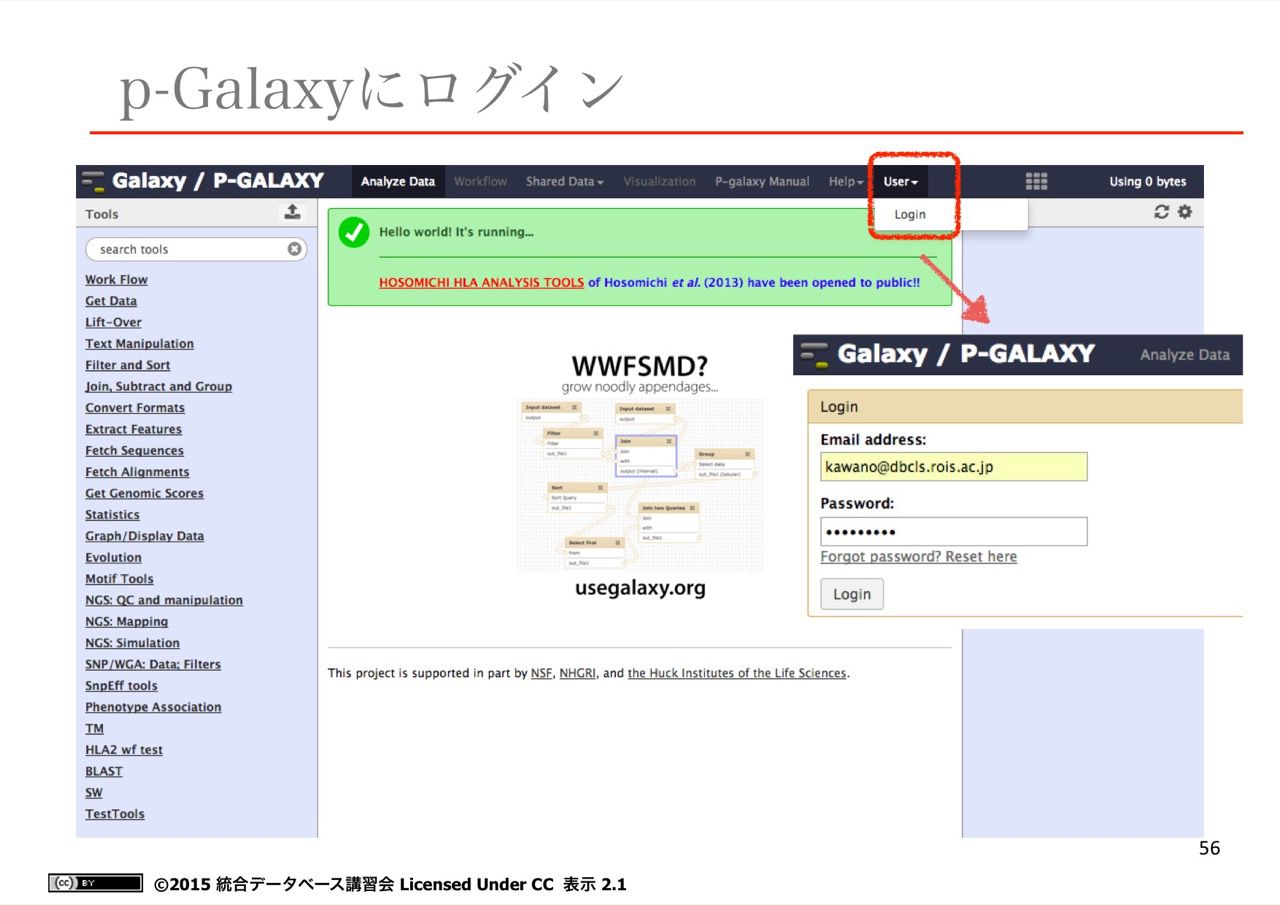 p-Galaxyにログイン
Galaxy / P-GALAXY
Analyze Data Workflow Shared Data Visualization P-galaxy Manual Help User Using 0 bytes
Login
Tools
search tools
Work Flow
Get Data
Lift-Over
Text Manipulation
Filter and Sort
Join, Subtract and Group
Convert Formats
Extract Features
Fetch Sequences
Fetch Alignments
Get Genomic Scores
Statistics
Graph/Display Data
Evolution
Motif Tools
NGS: QC and manipulation
NGS: Mapping
NGS: Simulation
SNP/WGA: Data; Filters
SnpEff tools
Phenotype Association
TM
HLA2 wf test
BLAST
SW
TestTools
Hello world! It's running...
HOSOMICHI HLA ANALYSIS TOOLS of Hosomichi et al. (2013) have been opened to public!!
WWFSMD?
grow noodly appendages...
Input dataset
output
Input dataset
output
Filter
Filter
out_file1
Join
Join
with
output (interval)
Group
Select data
out_file1 (tabular)
Sort
Sort Query
out_file1
Join two Queries
Join
with
out_file1
Select first
from
out_file1
usegalaxy.org
This project is supported in part by NSF, NHGRI, and the Huck Institutes of the Life Sciences.
Galaxy / P-GALAXY Analyze Data
Login
Email address:
kawano@dbcls.rois.ac.jp
Password:
•••••••••
Forgot password? Reset here
Login
56
(cc) BY
©2015 統合データベース講習会 Licensed Under CC 表示 2.1